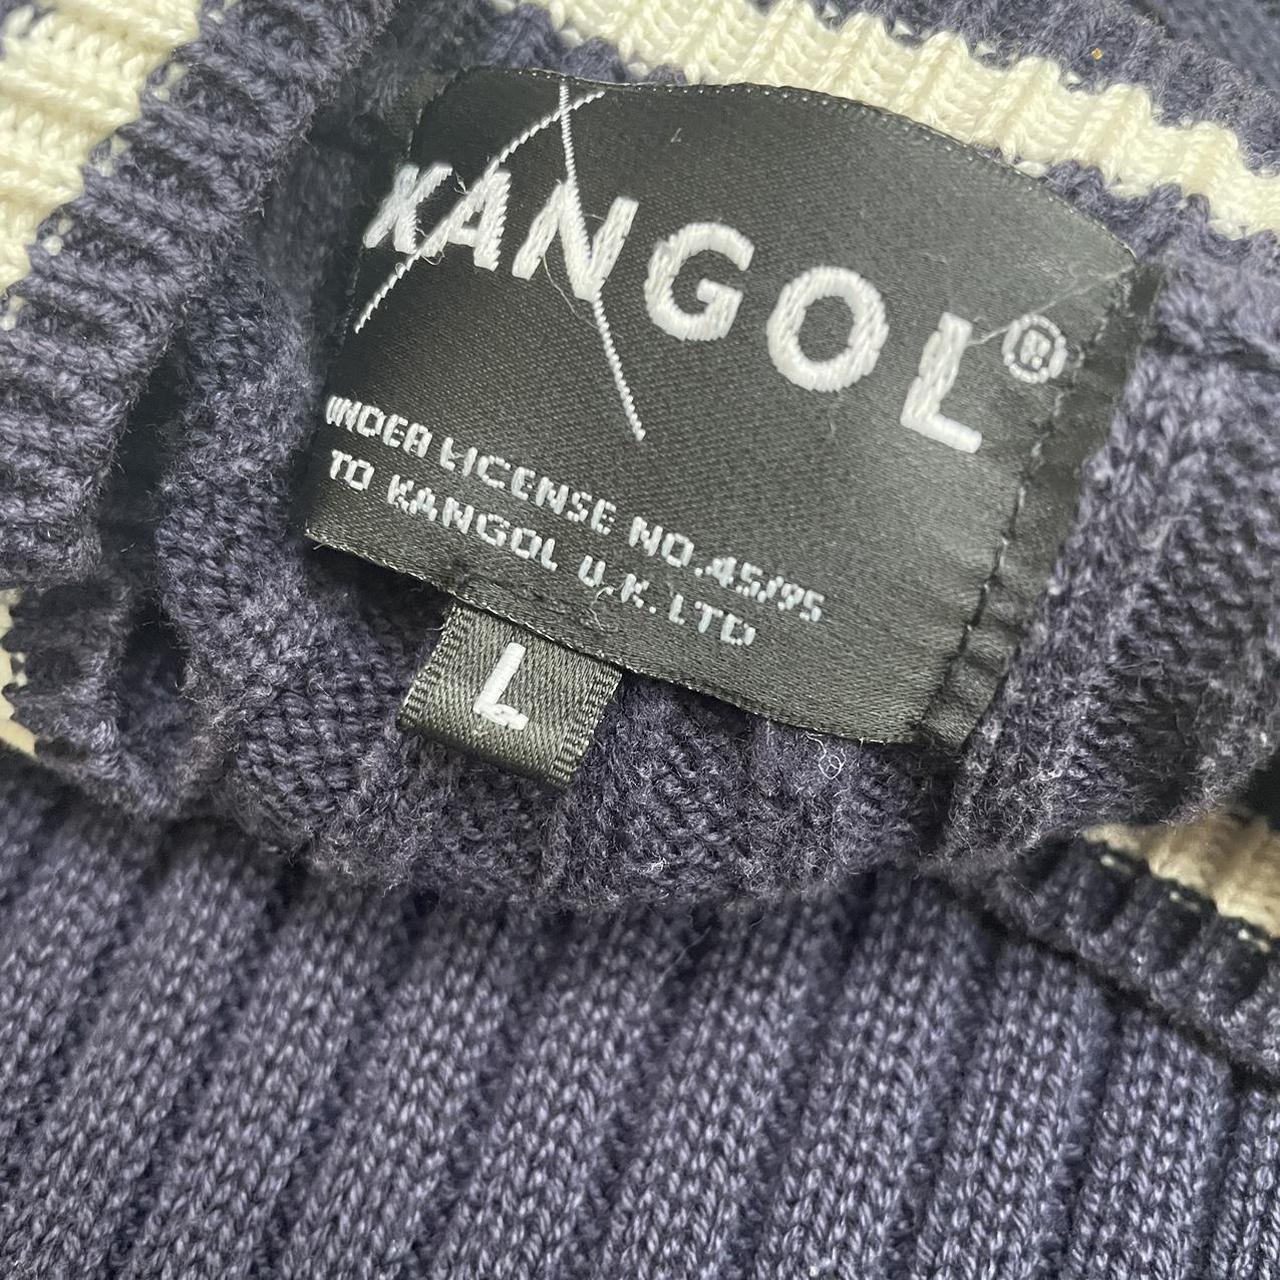 KANGOL®
UNDER LICENSE NO.45/95
TO KANGOL U.K. LTD
L